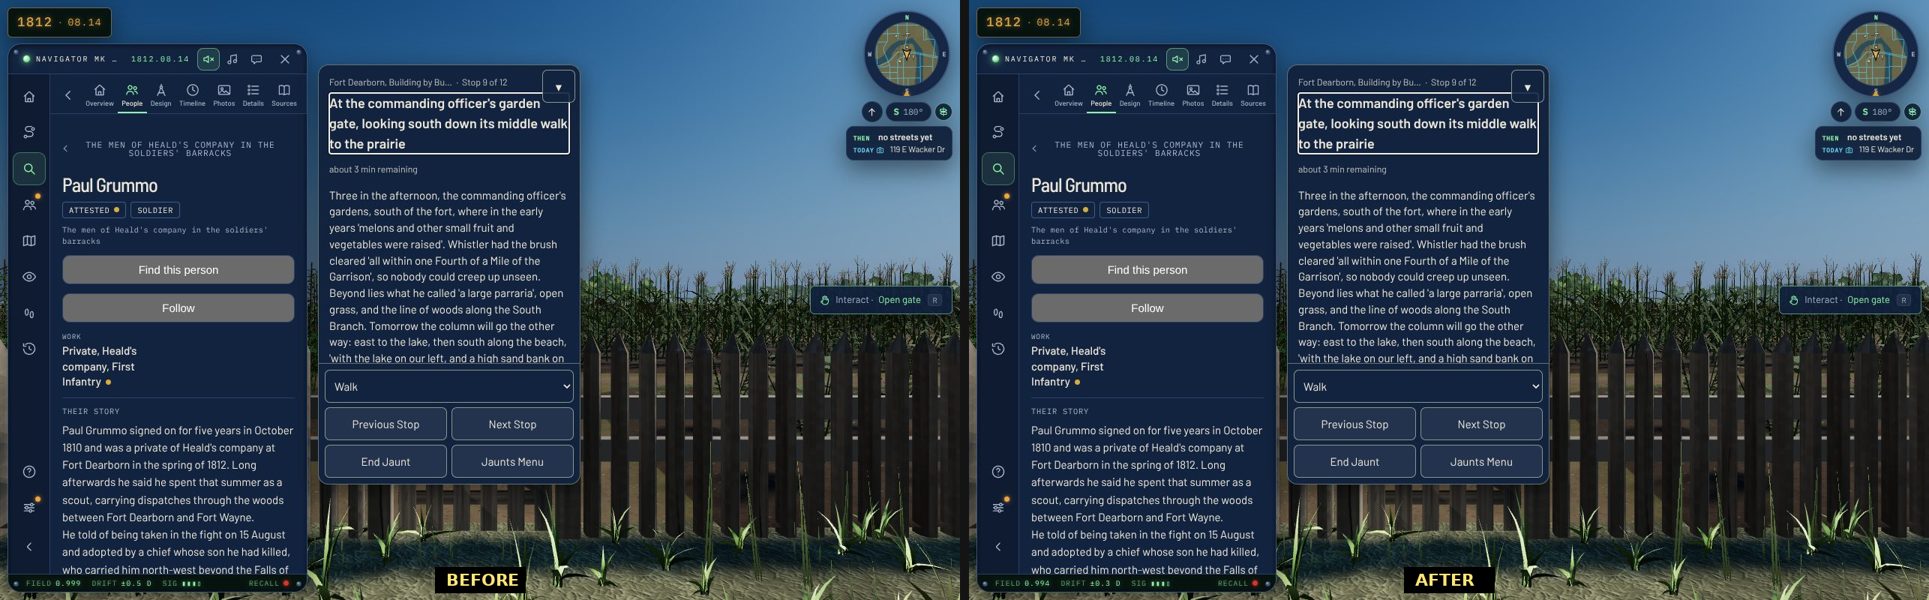 1812 · 08.14
NAVIGATOR MK …
1812.08.14
Overview
People
Design
Timeline
Photos
Details
Sources
THE MEN OF HEALD'S COMPANY IN THE
SOLDIERS' BARRACKS
Paul Grummo
ATTESTED
SOLDIER
The men of Heald's company in the soldiers'
barracks
Find this person
Follow
WORK
Private, Heald's
company, First
Infantry
THEIR STORY
Paul Grummo signed on for five years in October
1810 and was a private of Heald's company at
Fort Dearborn in the spring of 1812. Long
afterwards he said he spent that summer as a
scout, carrying dispatches through the woods
between Fort Dearborn and Fort Wayne.
He told of being taken in the fight on 15 August
and adopted by a chief whose son he had killed,
who carried him north-west beyond the Falls of
FIELD 0.999 DRIFT ±0.5 D SIG
RECALL
Fort Dearborn, Building by Bu... · Stop 9 of 12
At the commanding officer's garden
gate, looking south down its middle walk
to the prairie
about 3 min remaining
Three in the afternoon, the commanding officer's
gardens, south of the fort, where in the early
years 'melons and other small fruit and
vegetables were raised'. Whistler had the brush
cleared 'all within one Fourth of a Mile of the
Garrison', so nobody could creep up unseen.
Beyond lies what he called 'a large parraria', open
grass, and the line of woods along the South
Branch. Tomorrow the column will go the other
way: east to the lake, then south along the beach,
'with the lake on our left, and a high sand bank on
Walk
Previous Stop
Next Stop
End Jaunt
Jaunts Menu
N
W
E
S 180°
THEN no streets yet
TODAY 119 E Wacker Dr
Interact · Open gate R
BEFORE
1812 · 08.14
NAVIGATOR MK …
1812.08.14
Overview
People
Design
Timeline
Photos
Details
Sources
THE MEN OF HEALD'S COMPANY IN THE
SOLDIERS' BARRACKS
Paul Grummo
ATTESTED
SOLDIER
The men of Heald's company in the soldiers'
barracks
Find this person
Follow
WORK
Private, Heald's
company, First
Infantry
THEIR STORY
Paul Grummo signed on for five years in October
1810 and was a private of Heald's company at
Fort Dearborn in the spring of 1812. Long
afterwards he said he spent that summer as a
scout, carrying dispatches through the woods
between Fort Dearborn and Fort Wayne.
He told of being taken in the fight on 15 August
and adopted by a chief whose son he had killed,
who carried him north-west beyond the Falls of
FIELD 0.994 DRIFT ±0.3 D SIG
RECALL
Fort Dearborn, Building by Bu... · Stop 9 of 12
At the commanding officer's garden
gate, looking south down its middle walk
to the prairie
about 3 min remaining
Three in the afternoon, the commanding officer's
gardens, south of the fort, where in the early
years 'melons and other small fruit and
vegetables were raised'. Whistler had the brush
cleared 'all within one Fourth of a Mile of the
Garrison', so nobody could creep up unseen.
Beyond lies what he called 'a large parraria', open
grass, and the line of woods along the South
Branch. Tomorrow the column will go the other
way: east to the lake, then south along the beach,
'with the lake on our left, and a high sand bank on
Walk
Previous Stop
Next Stop
End Jaunt
Jaunts Menu
N
W
E
S 180°
THEN no streets yet
TODAY 119 E Wacker Dr
Interact · Open gate R
AFTER